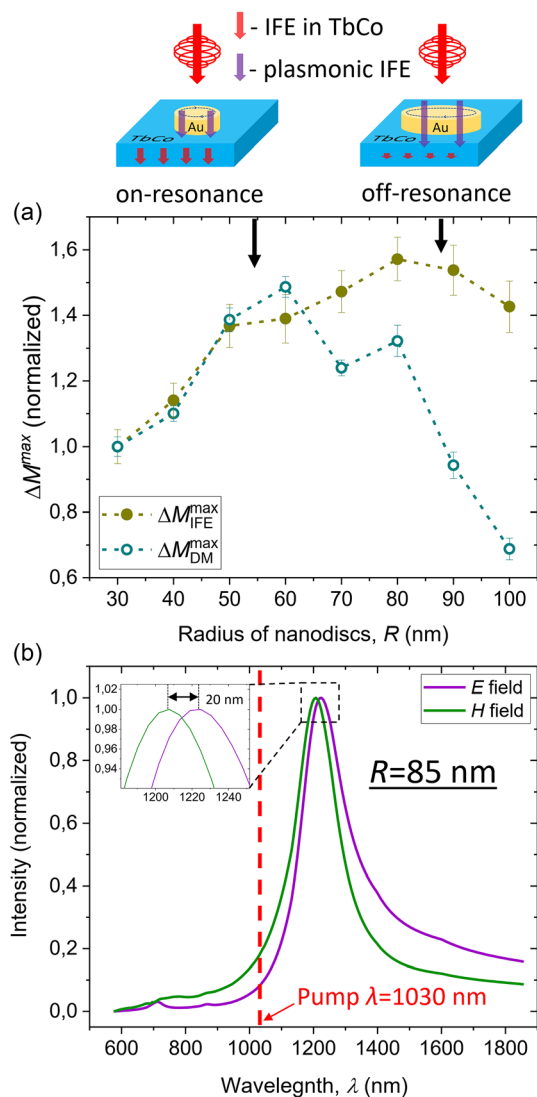 - IFE in TbCo
- plasmonic IFE
Au
TbCo
Au
TbCo
on-resonance
off-resonance
(a)
1,6
1,4
1,2
1,0
0,8
0,6
ΔM^max (normalized)
ΔM^max_IFE
ΔM^max_DM
30 40 50 60 70 80 90 100
Radius of nanodiscs, R (nm)
(b)
1,0
0,8
0,6
0,4
0,2
0,0
Intensity (normalized)
1,02
1,00
0,98
0,96
0,94
20 nm
1200 1220 1240
E field
H field
R=85 nm
Pump λ=1030 nm
600 800 1000 1200 1400 1600 1800
Wavelegnth, λ (nm)